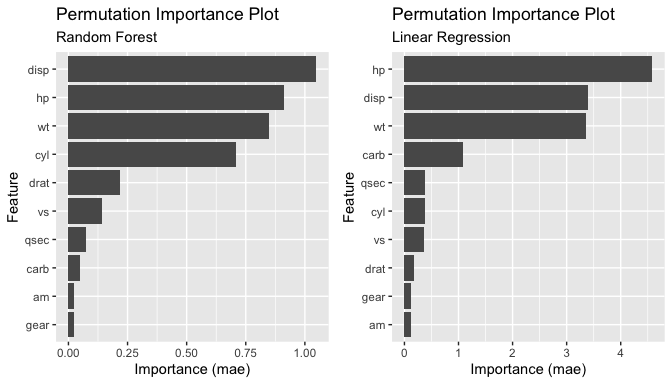 Permutation Importance Plot
Random Forest
Feature
disp
hp
wt
cyl
drat
vs
qsec
carb
am
gear
0.00 0.25 0.50 0.75 1.00
Importance (mae)
Permutation Importance Plot
Linear Regression
Feature
hp
disp
wt
carb
qsec
cyl
vs
drat
gear
am
0 1 2 3 4
Importance (mae)